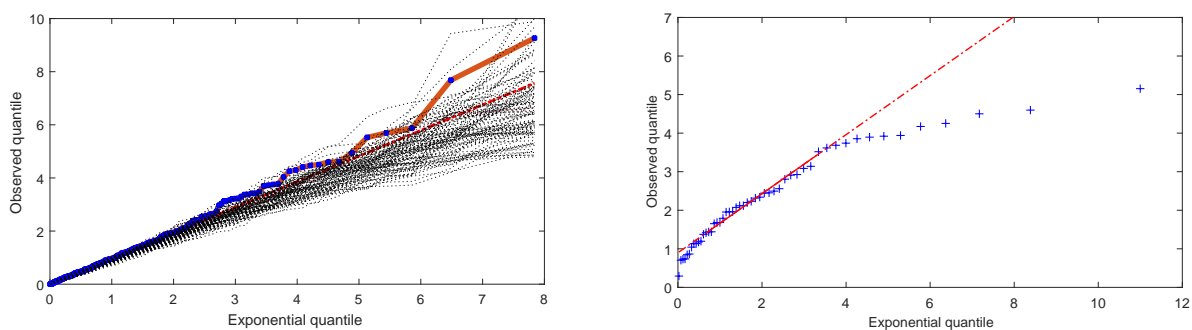 10
8
6
4
2
0
Observed quantile
0 1 2 3 4 5 6 7 8
Exponential quantile
7
6
5
4
3
2
1
0
Observed quantile
0 2 4 6 8 10 12
Exponential quantile